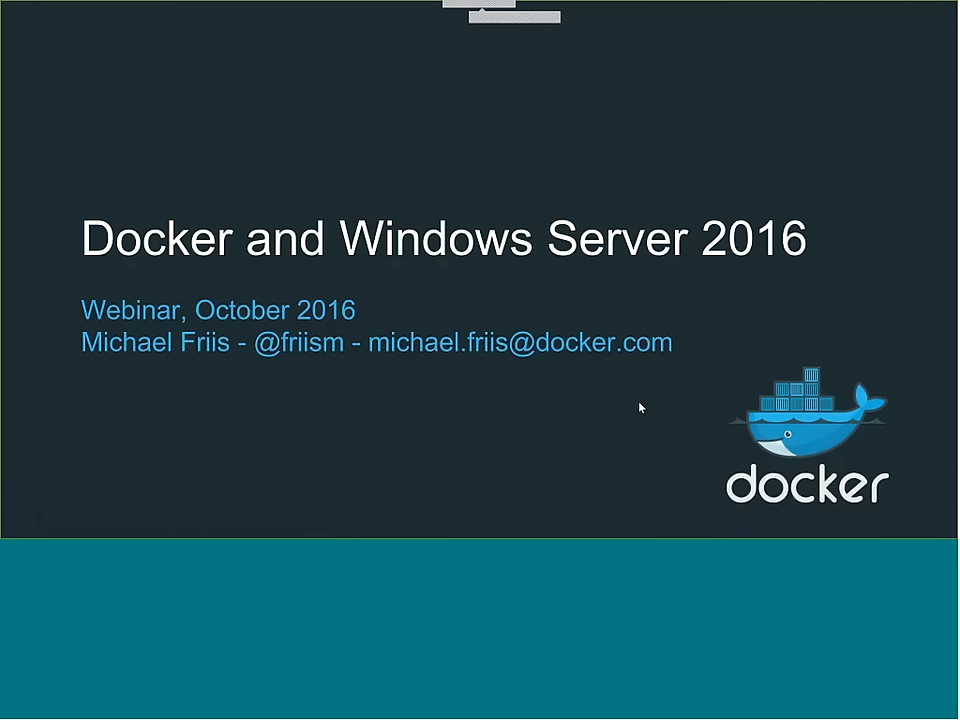 Docker and Windows Server 2016
Webinar, October 2016
Michael Friis - @friism - michael.friis@docker.com
docker